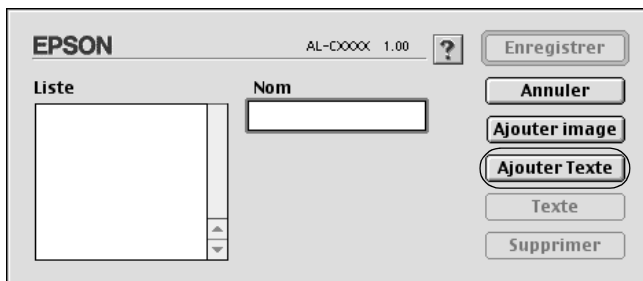 EPSON
AL-CXXXX 1.00
?
Enregistrer
Liste
Nom
Annuler
Ajouter image
Ajouter Texte
Texte
Supprimer